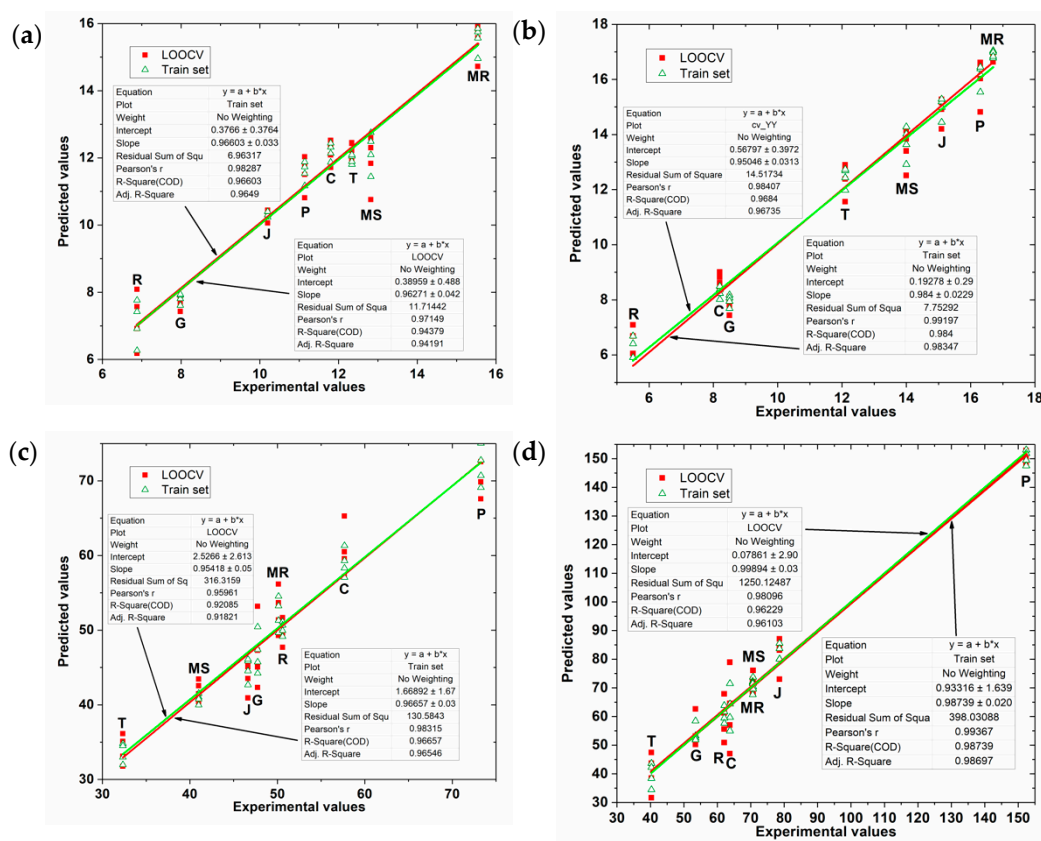 (a)
16
14
12
10
8
6
Predicted values
LOOCV
Train set
Equation y = a + b*x
Plot Train set
Weight No Weighting
Intercept 0.3766 ± 0.3764
Slope 0.96603 ± 0.033
Residual Sum of Squa 6.96317
Pearson's r 0.98287
R-Square(COD) 0.96603
Adj. R-Square 0.9649
Equation y = a + b*x
Plot LOOCV
Weight No Weighting
Intercept 0.38959 ± 0.488
Slope 0.96271 ± 0.042
Residual Sum of Squa 11.71442
Pearson's r 0.97149
R-Square(COD) 0.94379
Adj. R-Square 0.94191
R
G
J
P
C
T
MS
MR
6 8 10 12 14 16
Experimental values
(b)
18
16
14
12
10
8
6
Predicted values
LOOCV
Train set
Equation y = a + b*x
Plot cv_YY
Weight No Weighting
Intercept 0.56797 ± 0.3972
Slope 0.95046 ± 0.0313
Residual Sum of Square 14.51734
Pearson's r 0.98407
R-Square(COD) 0.9684
Adj. R-Square 0.96735
Equation y = a + b*x
Plot Train set
Weight No Weighting
Intercept 0.19278 ± 0.29
Slope 0.984 ± 0.0229
Residual Sum of Squa 7.75292
Pearson's r 0.99197
R-Square(COD) 0.984
Adj. R-Square 0.98347
R
C
G
T
MS
J
P
MR
6 8 10 12 14 16 18
Experimental values
(c)
70
60
50
40
30
Predicted values
LOOCV
Train set
Equation y = a + b*x
Plot LOOCV
Weight No Weighting
Intercept 2.5266 ± 2.613
Slope 0.95418 ± 0.05
Residual Sum of Sq 316.3159
Pearson's r 0.95961
R-Square(COD) 0.92085
Adj. R-Square 0.91821
Equation y = a + b*x
Plot Train set
Weight No Weighting
Intercept 1.66892 ± 1.67
Slope 0.96657 ± 0.03
Residual Sum of Squ 130.5843
Pearson's r 0.98315
R-Square(COD) 0.96657
Adj. R-Square 0.96546
T
MS
J
G
MR
R
C
P
30 40 50 60 70
Experimental values
(d)
150
140
130
120
110
100
90
80
70
60
50
40
30
Predicted values
LOOCV
Train set
Equation y = a + b*x
Plot LOOCV
Weight No Weighting
Intercept 0.07861 ± 2.90
Slope 0.99894 ± 0.03
Residual Sum of Squ 1250.12487
Pearson's r 0.98096
R-Square(COD) 0.96229
Adj. R-Square 0.96103
Equation y = a + b*x
Plot Train set
Weight No Weighting
Intercept 0.93316 ± 1.639
Slope 0.98739 ± 0.020
Residual Sum of Squa 398.03088
Pearson's r 0.99367
R-Square(COD) 0.98739
Adj. R-Square 0.98697
T
G
R
C
MS
MR
J
P
30 40 50 60 70 80 90 100 110 120 130 140 150
Experimental values